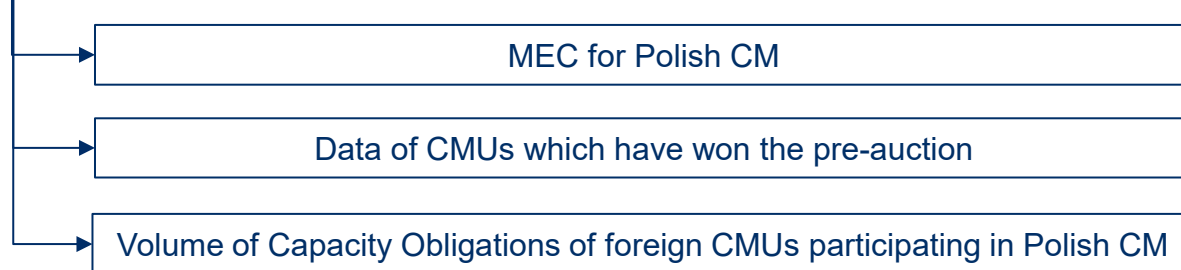 MEC for Polish CM
Data of CMUs which have won the pre-auction
Volume of Capacity Obligations of foreign CMUs participating in Polish CM